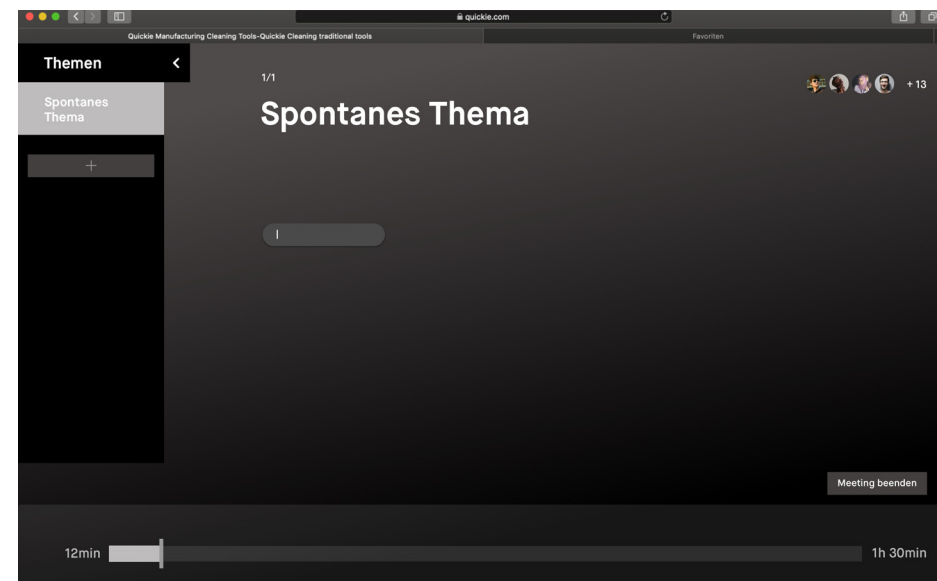 quickie.com
Quickie Manufacturing Cleaning Tools-Quickie Cleaning traditional tools
Favoriten
Themen
1/1
+ 13
Spontanes
Thema
Spontanes Thema
+
Meeting beenden
12min
1h 30min